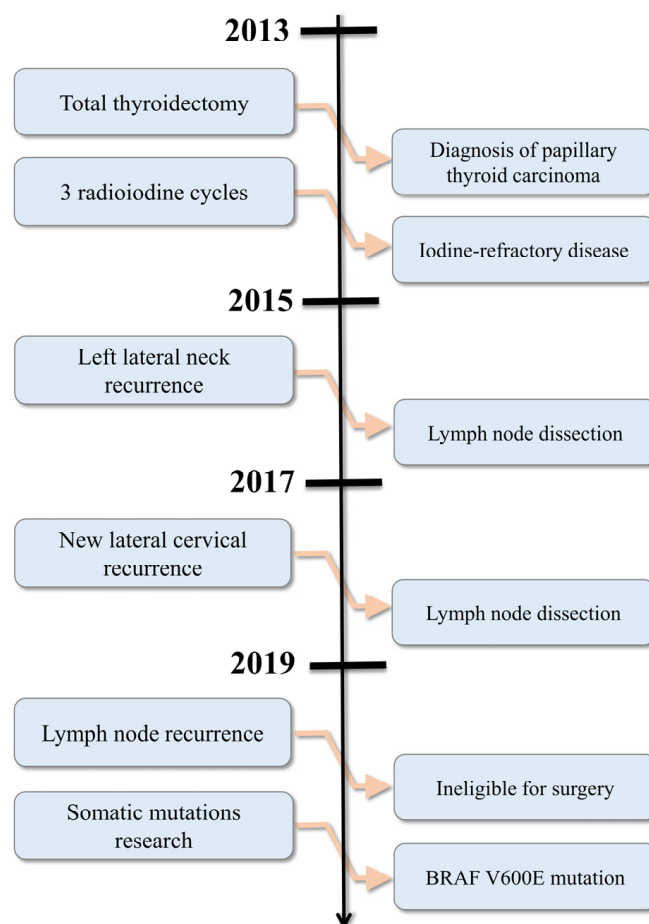 2013
Total thyroidectomy
Diagnosis of papillary
thyroid carcinoma
3 radioiodine cycles
Iodine-refractory disease
2015
Left lateral neck
recurrence
Lymph node dissection
2017
New lateral cervical
recurrence
Lymph node dissection
2019
Lymph node recurrence
Ineligible for surgery
Somatic mutations
research
BRAF V600E mutation